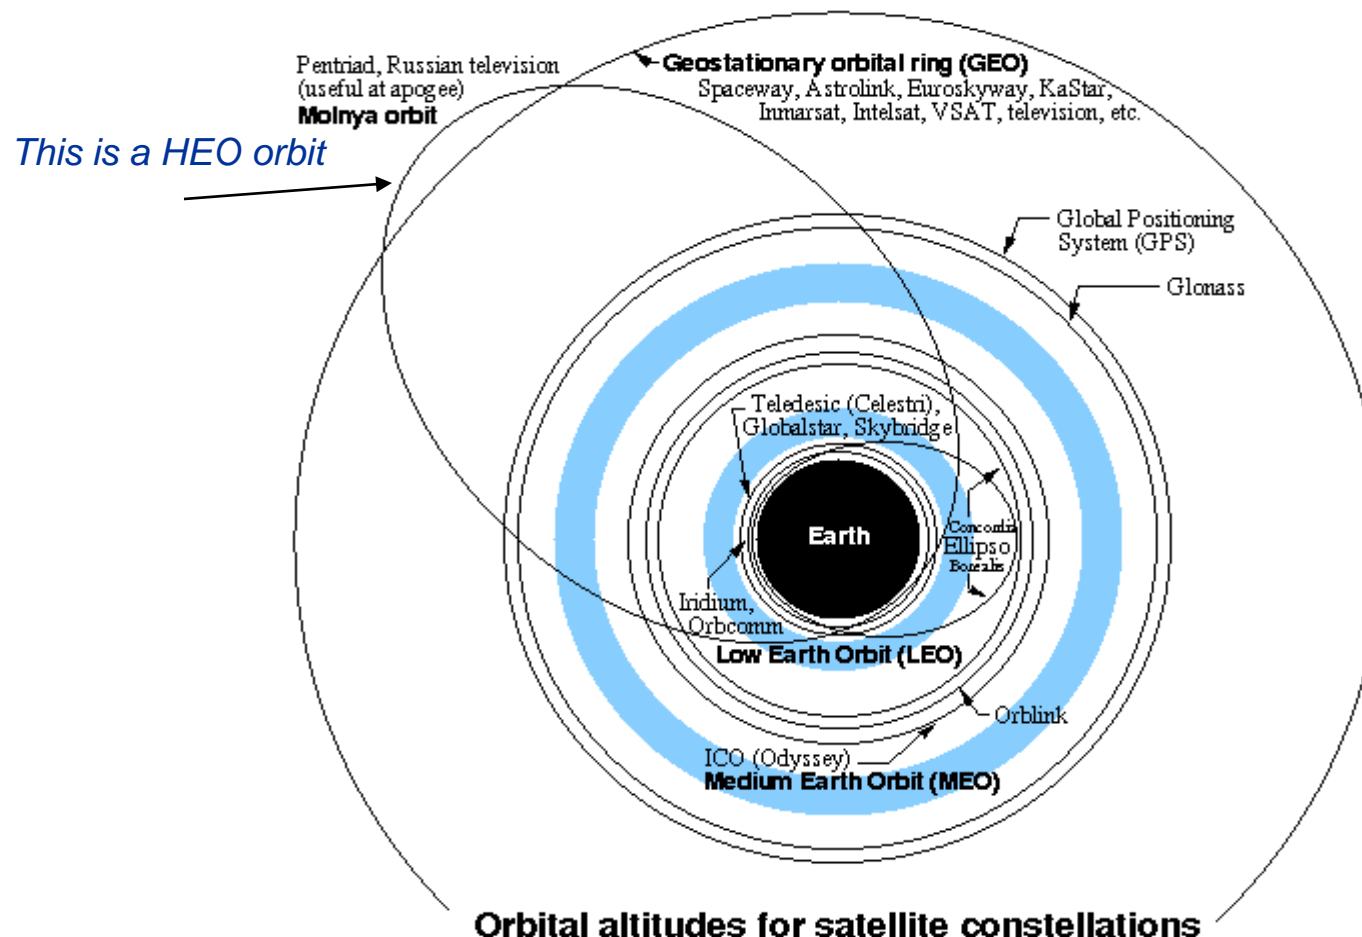 Pentriad, Russian television
(useful at apogee)
Molnya orbit
This is a HEO orbit
Geostationary orbital ring (GEO)
Spaceway, Astrolink, Euroskyway, KaStar,
Inmarsat, Intelsat, VSAT, television, etc.
Global Positioning
System (GPS)
Glonass
Teledesic (Celestri),
Globalstar, Skybridge
Earth
Concordia
Ellipso
Borealis
Iridium,
Orbcomm
Low Earth Orbit (LEO)
Orblink
ICO (Odyssey)
Medium Earth Orbit (MEO)
Orbital altitudes for satellite constellations